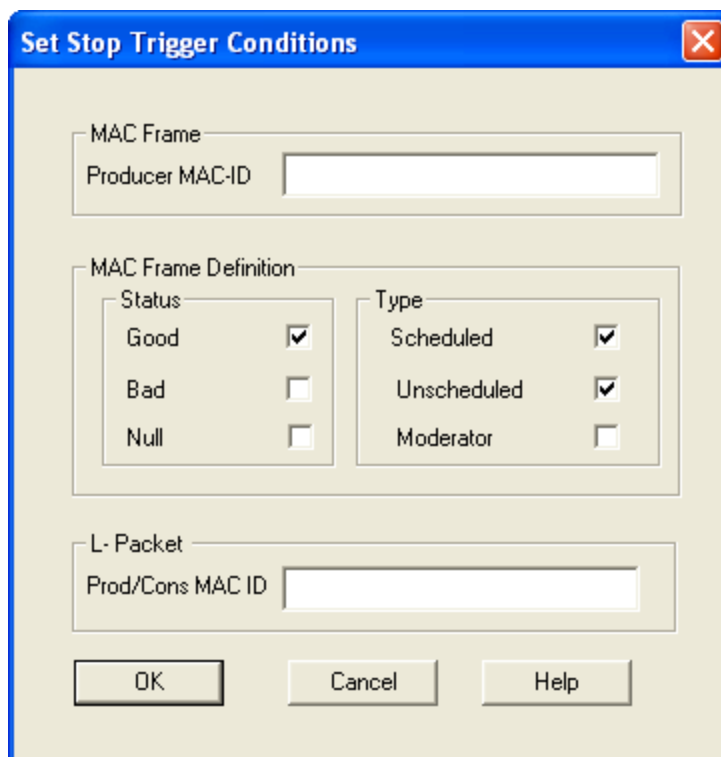 Set Stop Trigger Conditions
MAC Frame
Producer MAC-ID
MAC Frame Definition
Status
Good
Bad
Null
Type
Scheduled
Unscheduled
Moderator
L- Packet
Prod/Cons MAC ID
OK
Cancel
Help